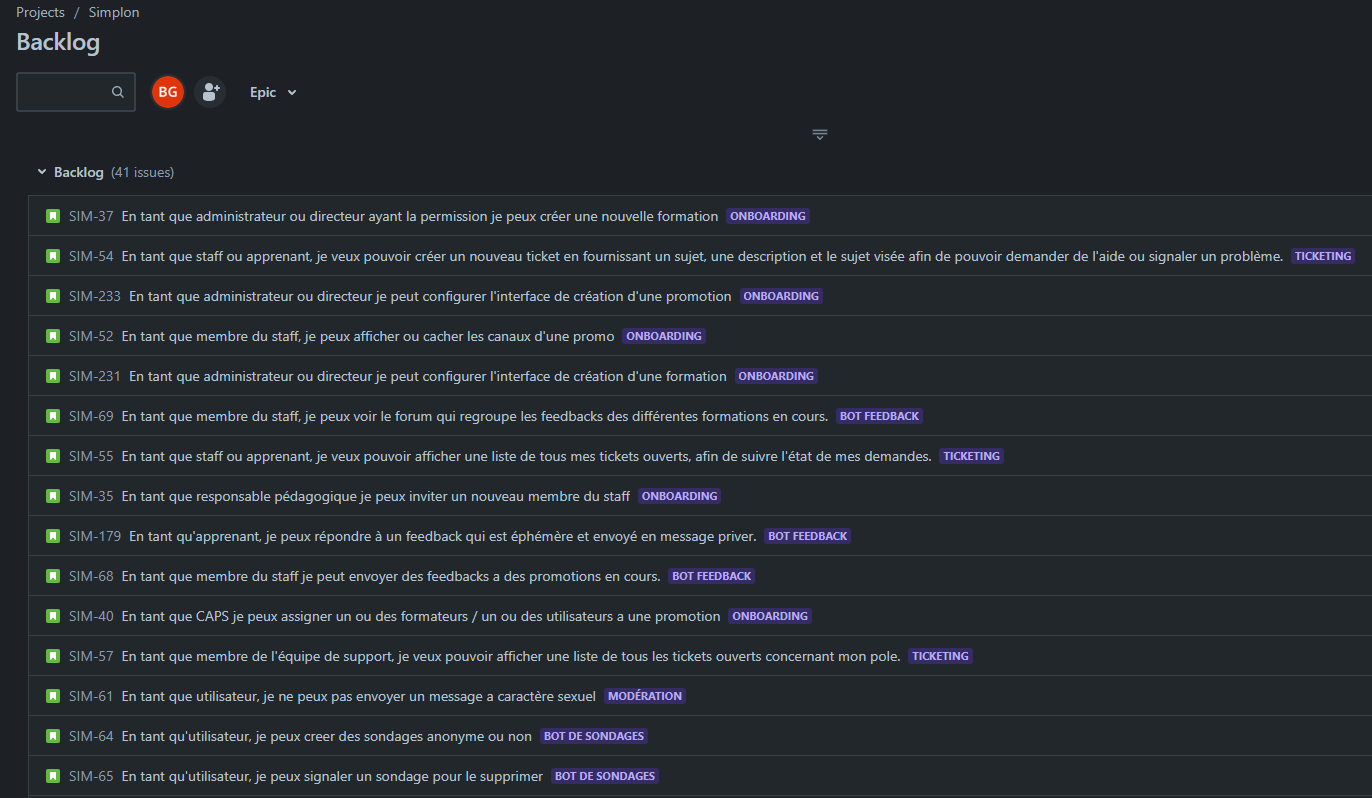 Projects / Simplon
Backlog
BG Epic
Backlog (41 issues)
SIM-37 En tant que administrateur ou directeur ayant la permission je peux créer une nouvelle formation ONBOARDING
SIM-54 En tant que staff ou apprenant, je veux pouvoir créer un nouveau ticket en fournissant un sujet, une description et le sujet visée afin de pouvoir demander de l'aide ou signaler un problème. TICKETING
SIM-233 En tant que administrateur ou directeur je peut configurer l'interface de création d'une promotion ONBOARDING
SIM-52 En tant que membre du staff, je peux afficher ou cacher les canaux d'une promo ONBOARDING
SIM-231 En tant que administrateur ou directeur je peut configurer l'interface de création d'une formation ONBOARDING
SIM-69 En tant que membre du staff, je peux voir le forum qui regroupe les feedbacks des différentes formations en cours. BOT FEEDBACK
SIM-55 En tant que staff ou apprenant, je veux pouvoir afficher une liste de tous mes tickets ouverts, afin de suivre l'état de mes demandes. TICKETING
SIM-35 En tant que responsable pédagogique je peux inviter un nouveau membre du staff ONBOARDING
SIM-179 En tant qu'apprenant, je peux répondre à un feedback qui est éphémère et envoyé en message priver. BOT FEEDBACK
SIM-68 En tant que membre du staff je peut envoyer des feedbacks a des promotions en cours. BOT FEEDBACK
SIM-40 En tant que CAPS je peux assigner un ou des formateurs / un ou des utilisateurs a une promotion ONBOARDING
SIM-57 En tant que membre de l'équipe de support, je veux pouvoir afficher une liste de tous les tickets ouverts concernant mon pole. TICKETING
SIM-61 En tant que utilisateur, je ne peux pas envoyer un message a caractère sexuel MODÉRATION
SIM-64 En tant qu'utilisateur, je peux creer des sondages anonyme ou non BOT DE SONDAGES
SIM-65 En tant qu'utilisateur, je peux signaler un sondage pour le supprimer BOT DE SONDAGES